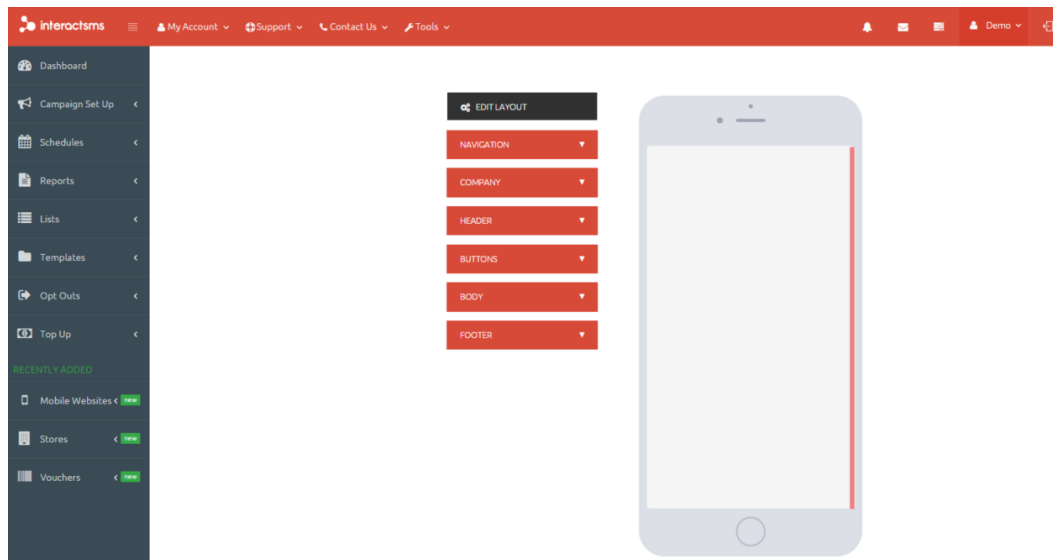 interactsms
My Account Support Contact Us Tools Demo
Dashboard
Campaign Set Up
Schedules
Reports
Lists
Templates
Opt Outs
Top Up
RECENTLY ADDED
Mobile Websites new
Stores new
Vouchers new
EDIT LAYOUT
NAVIGATION
COMPANY
HEADER
BUTTONS
BODY
FOOTER